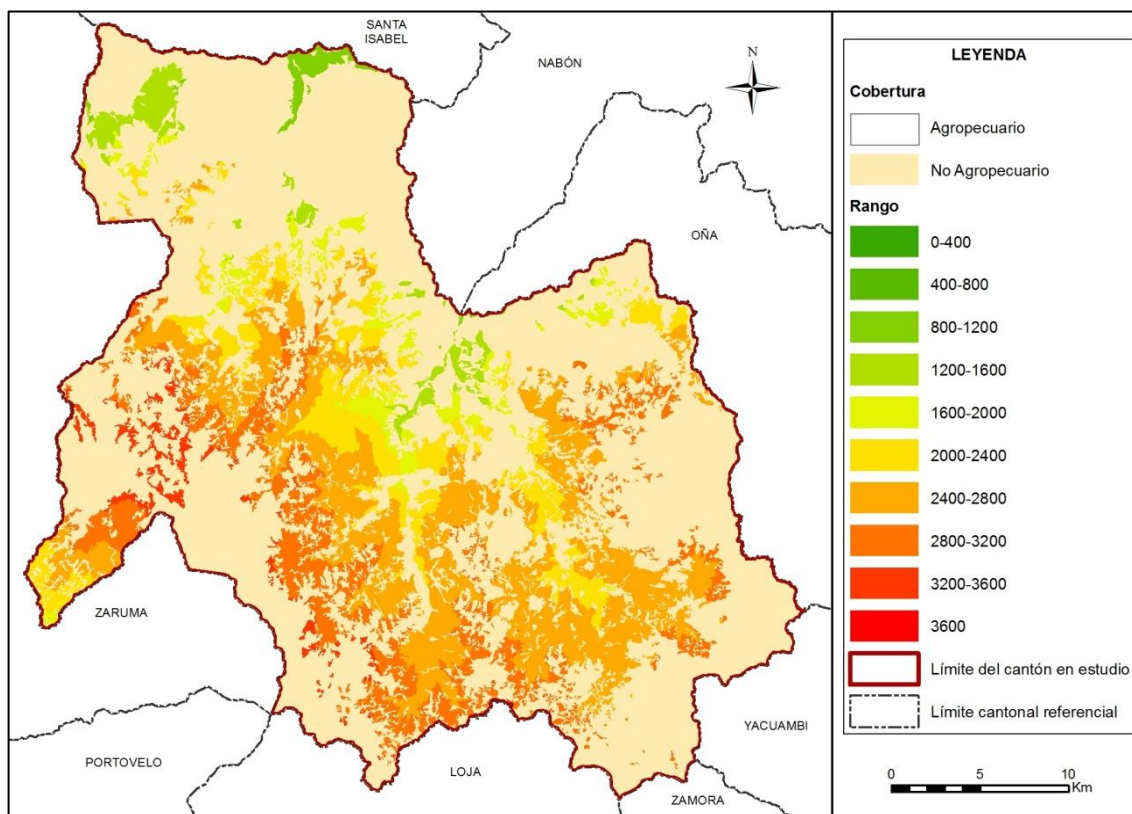 SANTA
ISABEL
NABÓN
N
OÑA
ZARUMA
PORTOVELO
LOJA
YACUAMBI
ZAMORA
LEYENDA
Cobertura
Agropecuario
No Agropecuario
Rango
0-400
400-800
800-1200
1200-1600
1600-2000
2000-2400
2400-2800
2800-3200
3200-3600
3600
Límite del cantón en estudio
Límite cantonal referencial
0 5 10
Km